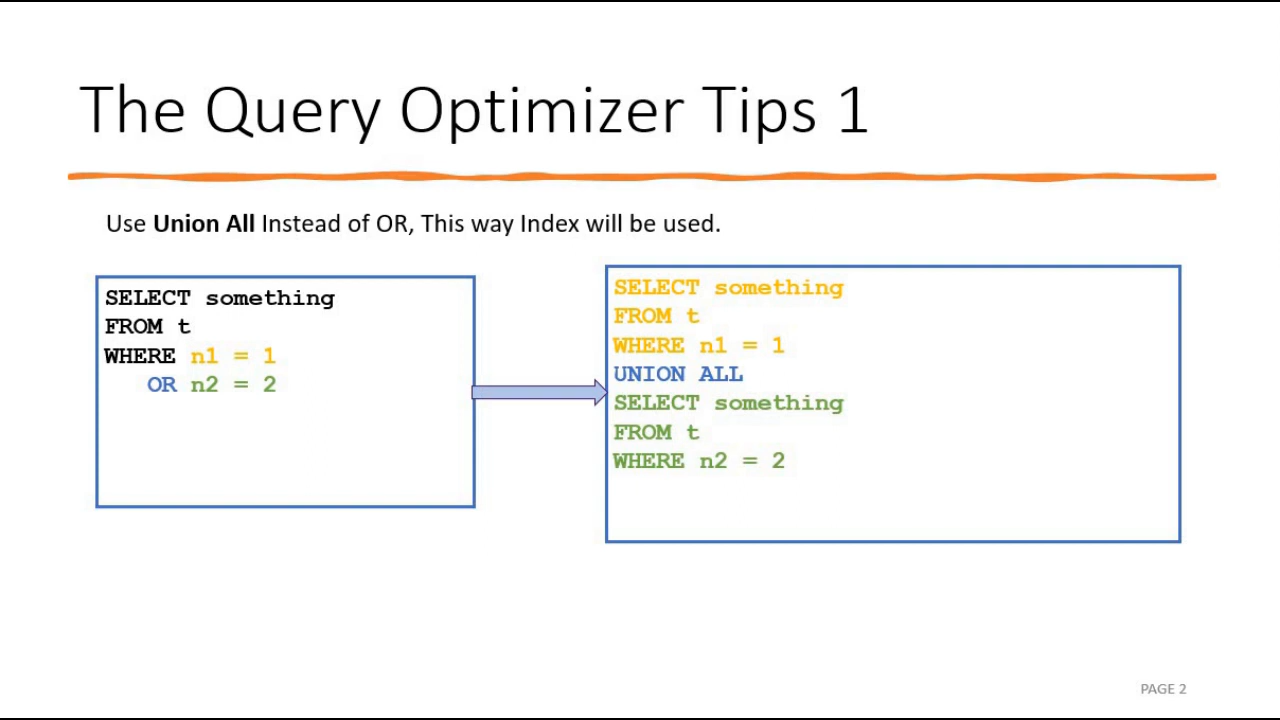 The Query Optimizer Tips 1
Use Union All Instead of OR, This way Index will be used.
SELECT something
FROM t
WHERE n1 = 1
OR n2 = 2
SELECT something
FROM t
WHERE n1 = 1
UNION ALL
SELECT something
FROM t
WHERE n2 = 2
PAGE 2